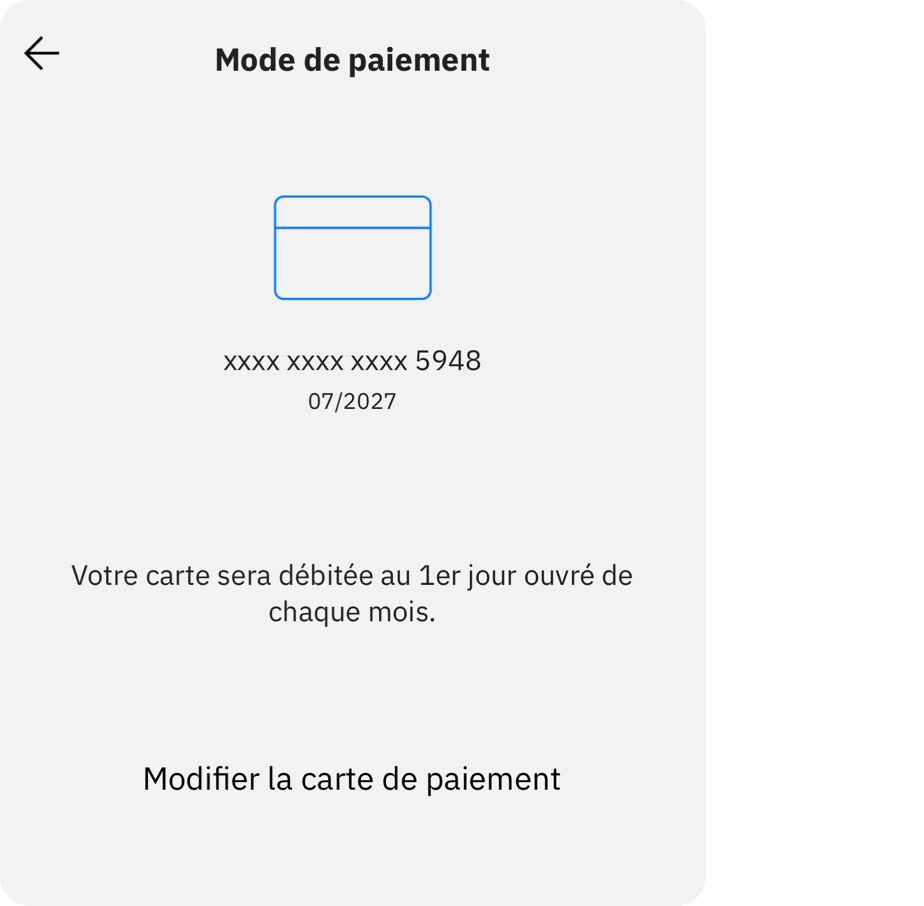 Mode de paiement
xxxx xxxx xxxx 5948
07/2027
Votre carte sera débitée au 1er jour ouvré de
chaque mois.
Modifier la carte de paiement